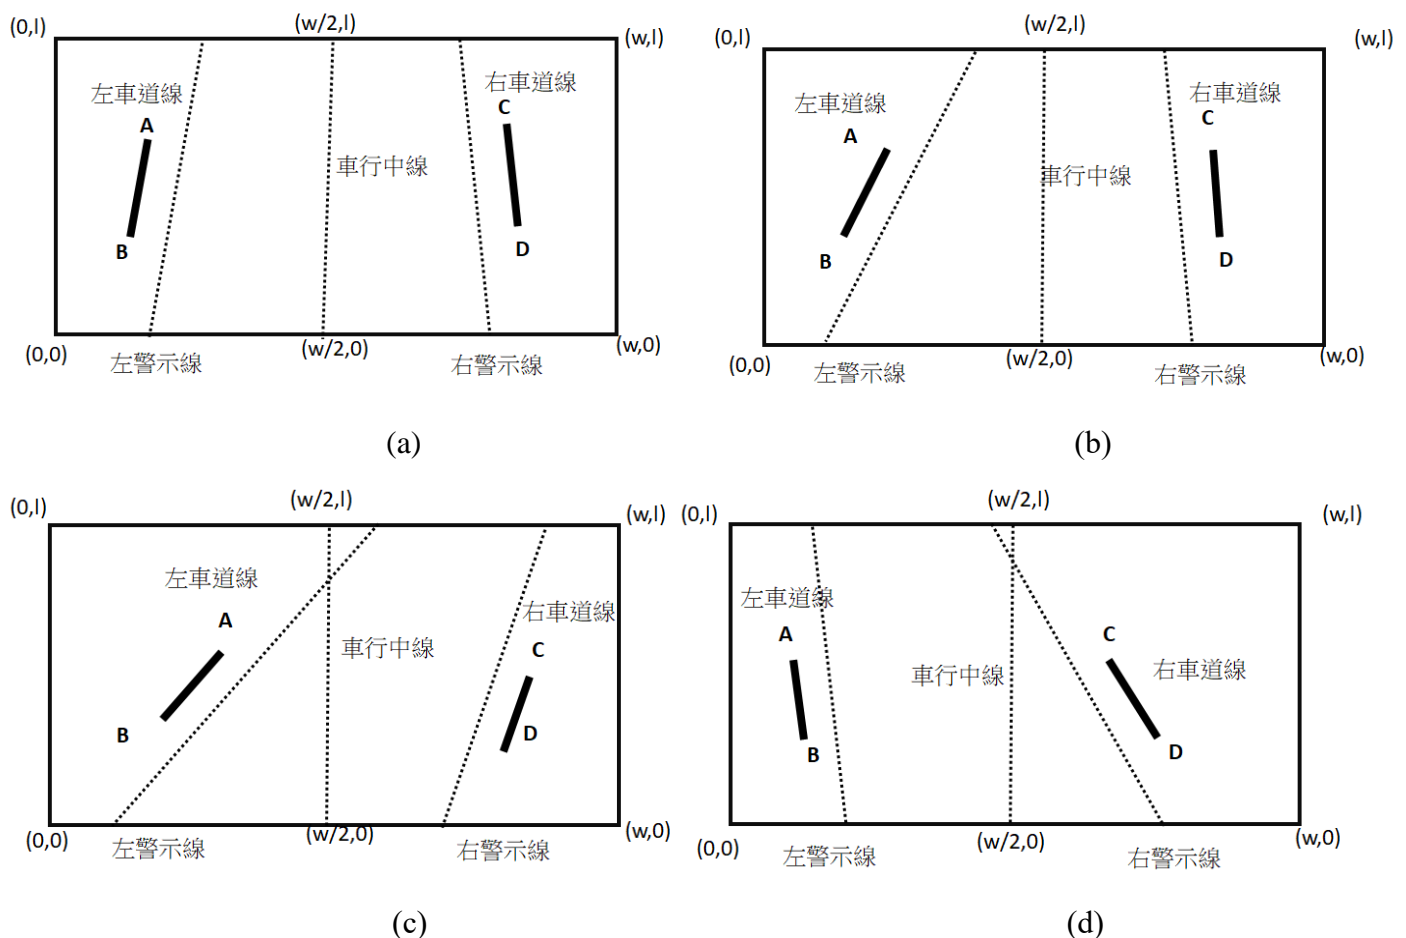 (0,l)
(w/2,l)
(w,l)
左車道線
A
右車道線
C
車行中線
B
D
(0,0)
左警示線
(w/2,0)
右警示線
(w,0)
(a)
(0,l)
(w/2,l)
(w,l)
左車道線
A
右車道線
C
車行中線
B
D
(0,0)
左警示線
(w/2,0)
右警示線
(w,0)
(b)
(0,l)
(w/2,l)
(w,l)
左車道線
A
右車道線
C
車行中線
B
D
(0,0)
左警示線
(w/2,0)
右警示線
(w,0)
(c)
(0,l)
(w/2,l)
(w,l)
左車道線
A
C
右車道線
車行中線
B
D
(0,0)
左警示線
(w/2,0)
右警示線
(w,0)
(d)